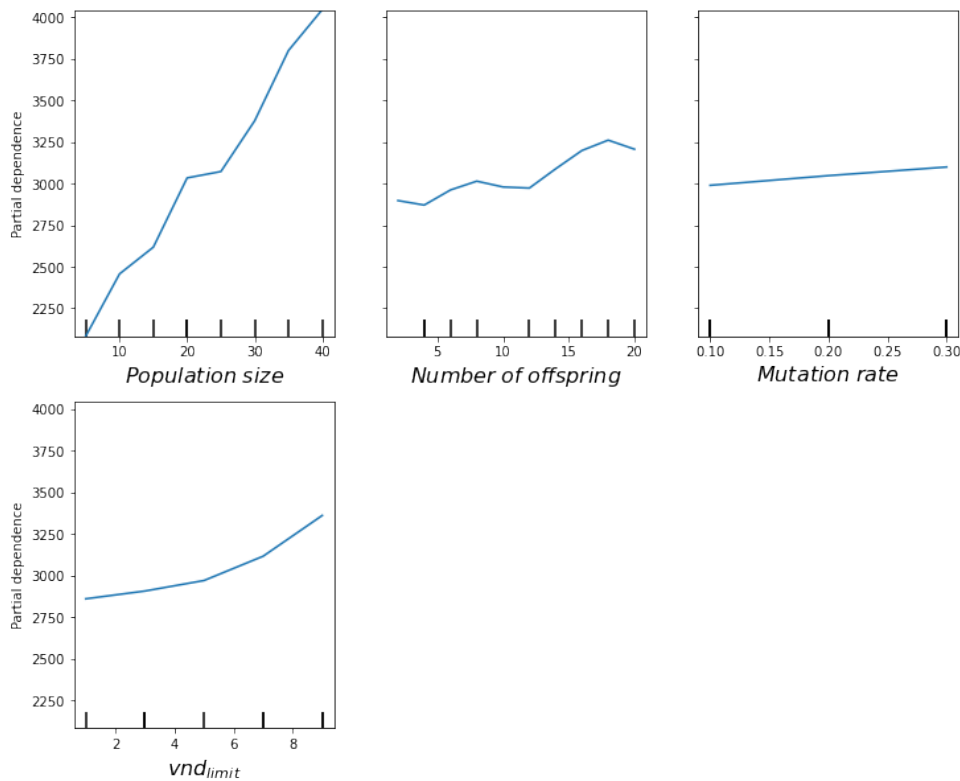 4000
3750
3500
3250
3000
2750
2500
2250
Partial dependence
10 20 30 40
Population size
5 10 15 20
Number of offspring
0.10 0.15 0.20 0.25 0.30
Mutation rate
4000
3750
3500
3250
3000
2750
2500
2250
Partial dependence
2 4 6 8
vnd_limit